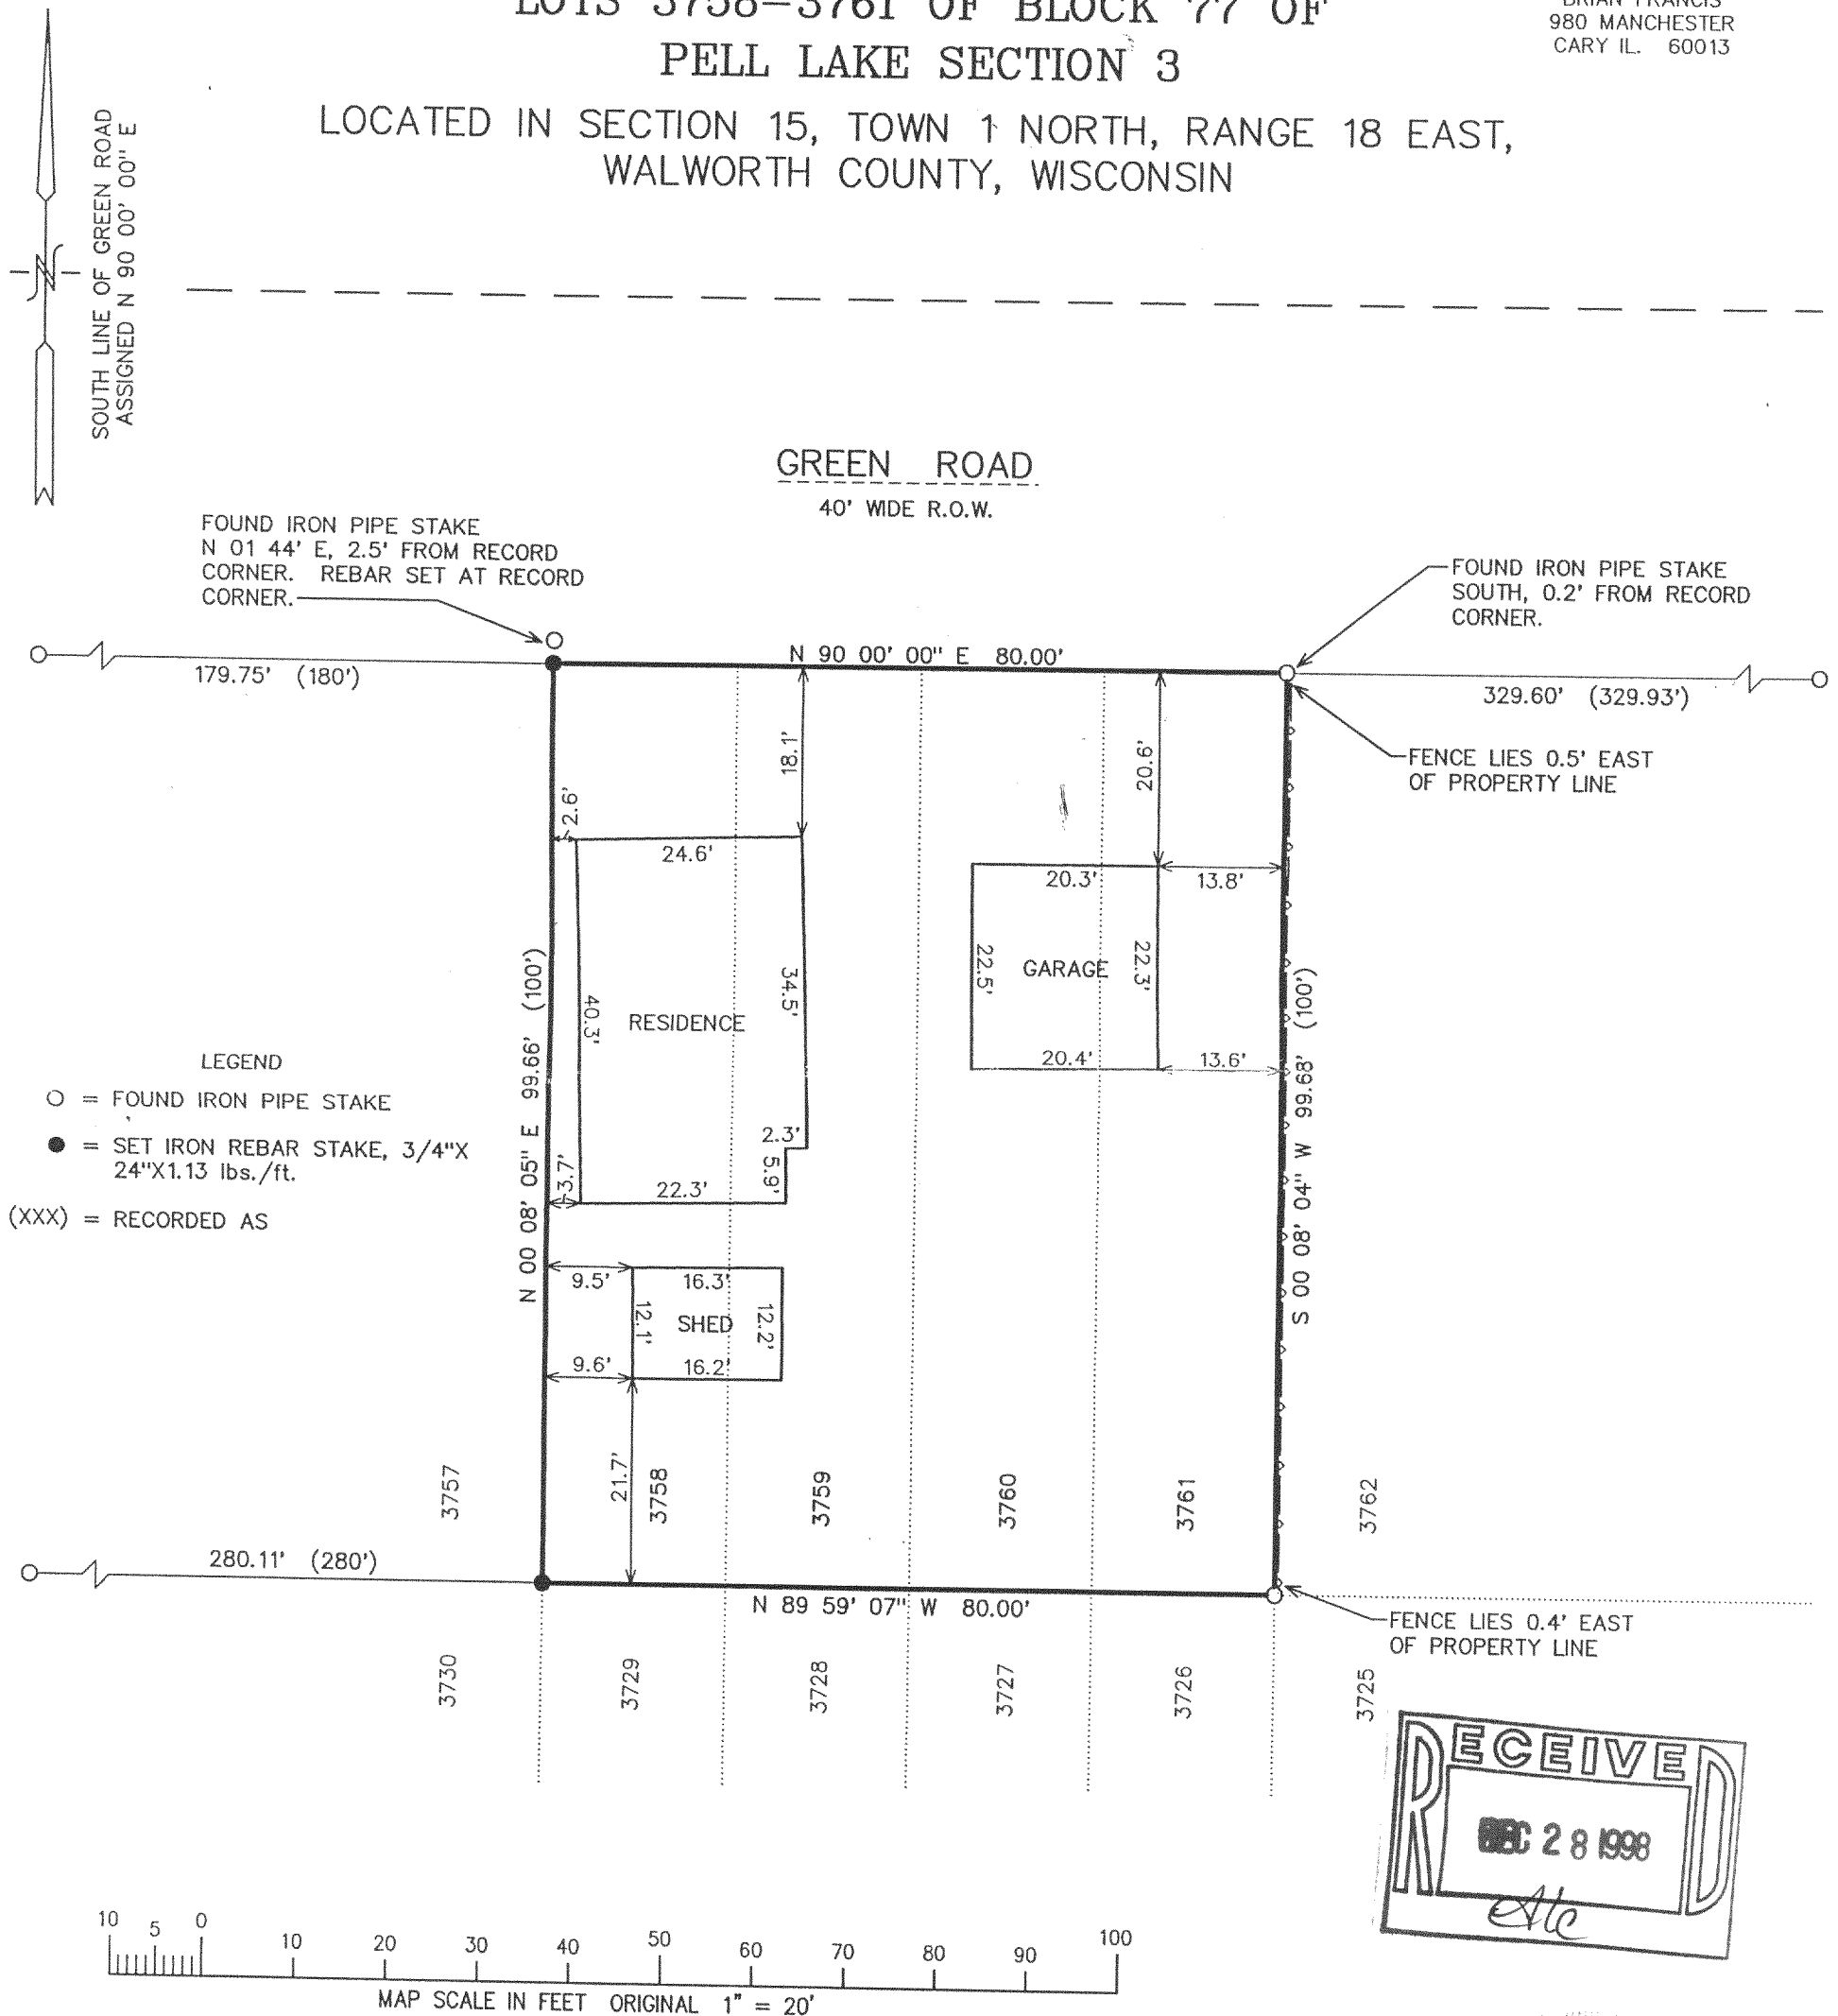 LOTS 3758-3761 OF BLOCK 77 OF
PELL LAKE SECTION 3
LOCATED IN SECTION 15, TOWN 1 NORTH, RANGE 18 EAST,
WALWORTH COUNTY, WISCONSIN
BRIAN FRANCIS
980 MANCHESTER
CARY IL. 60013
SOUTH LINE OF GREEN ROAD
ASSIGNED N 90 00' 00" E
N
GREEN ROAD
40' WIDE R.O.W.
FOUND IRON PIPE STAKE
N 01 44' E, 2.5' FROM RECORD
CORNER. REBAR SET AT RECORD
CORNER.
FOUND IRON PIPE STAKE
SOUTH, 0.2' FROM RECORD
CORNER.
179.75' (180')
N 90 00' 00" E 80.00'
329.60' (329.93')
FENCE LIES 0.5' EAST
OF PROPERTY LINE
18.1'
20.9'
2.6'
24.6'
20.3'
13.8'
40.3'
RESIDENCE
34.5'
22.5'
GARAGE
22.3'
20.4'
13.6'
N 00 08' 05" E 99.66' (100')
S 00 08' 04" W 99.68' (100')
2.3'
5.9'
3.7'
22.3'
LEGEND
= FOUND IRON PIPE STAKE
= SET IRON REBAR STAKE, 3/4"X
24"X1.13 lbs./ft.
(XXX) = RECORDED AS
9.5'
16.3'
12.1'
SHED
12.2'
9.6'
16.2'
21.7'
3757
3758
3759
3760
3761
3762
280.11' (280')
N 89 59' 07" W 80.00'
FENCE LIES 0.4' EAST
OF PROPERTY LINE
3730
3729
3728
3727
3726
3725
RECEIVED
DEC 28 1998
10 5 0 10 20 30 40 50 60 70 80 90 100
MAP SCALE IN FEET ORIGINAL 1" = 20'